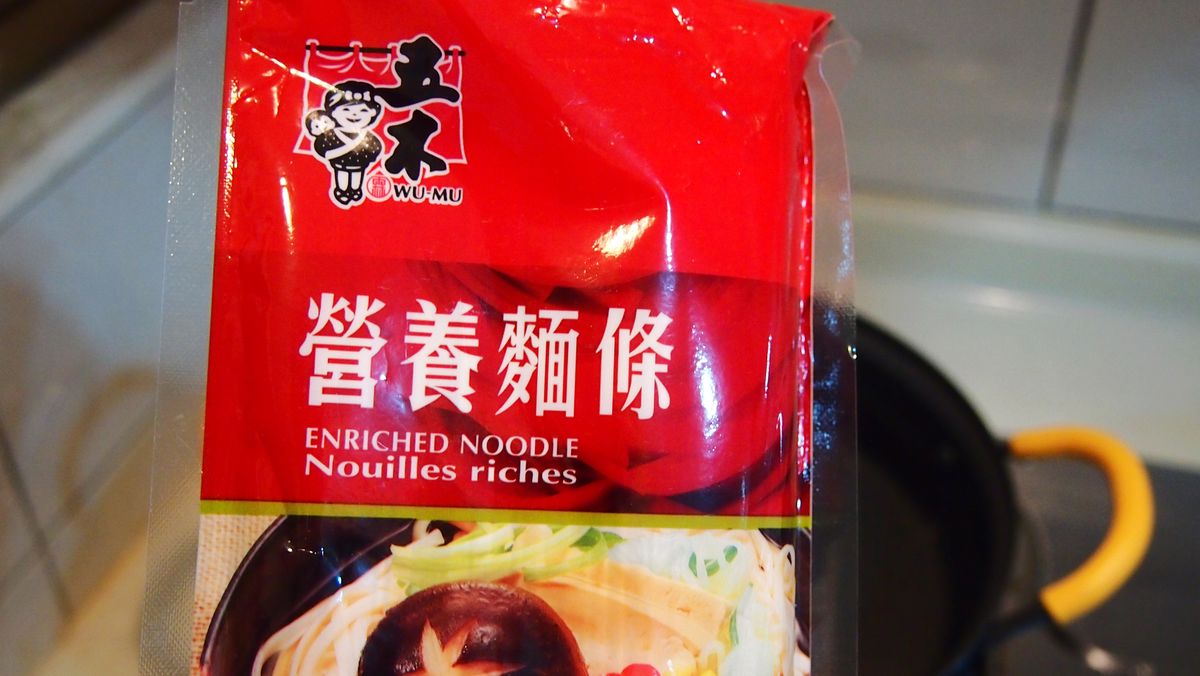 五木
WU-MU
營養麵條
ENRICHED NOODLE
Nouilles riches